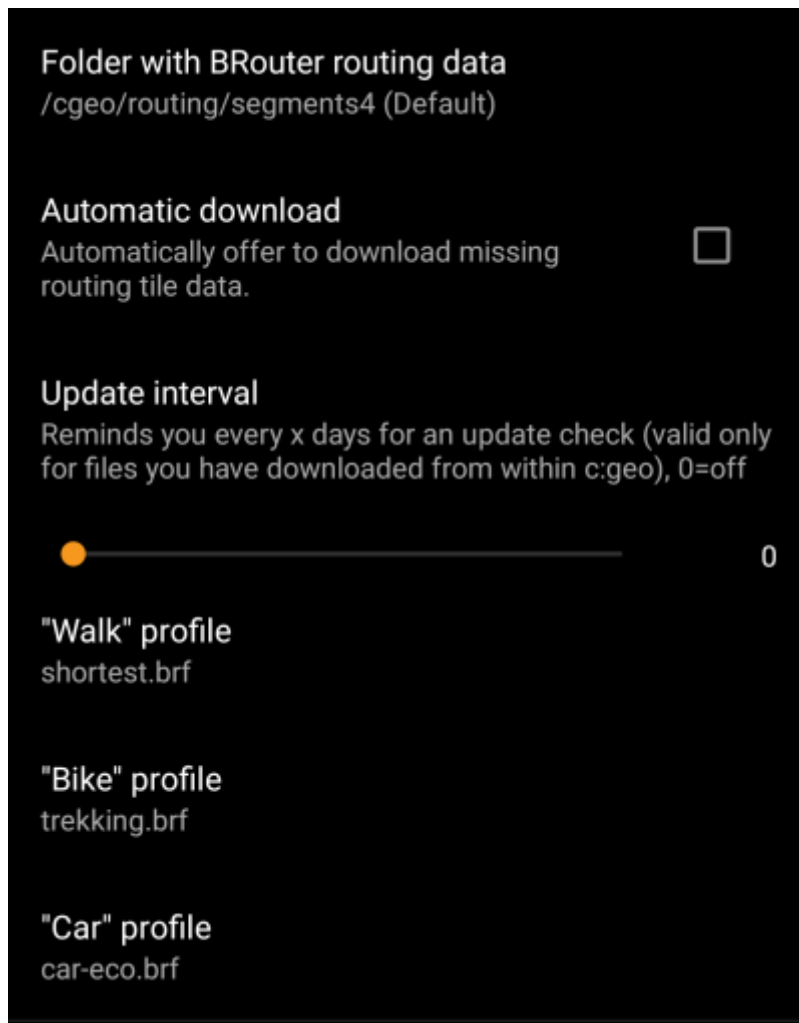 Folder with BRouter routing data
/cgeo/routing/segments4 (Default)
Automatic download
Automatically offer to download missing
routing tile data.
Update interval
Reminds you every x days for an update check (valid only
for files you have downloaded from within c:geo), 0=off
0
"Walk" profile
shortest.brf
"Bike" profile
trekking.brf
"Car" profile
car-eco.brf